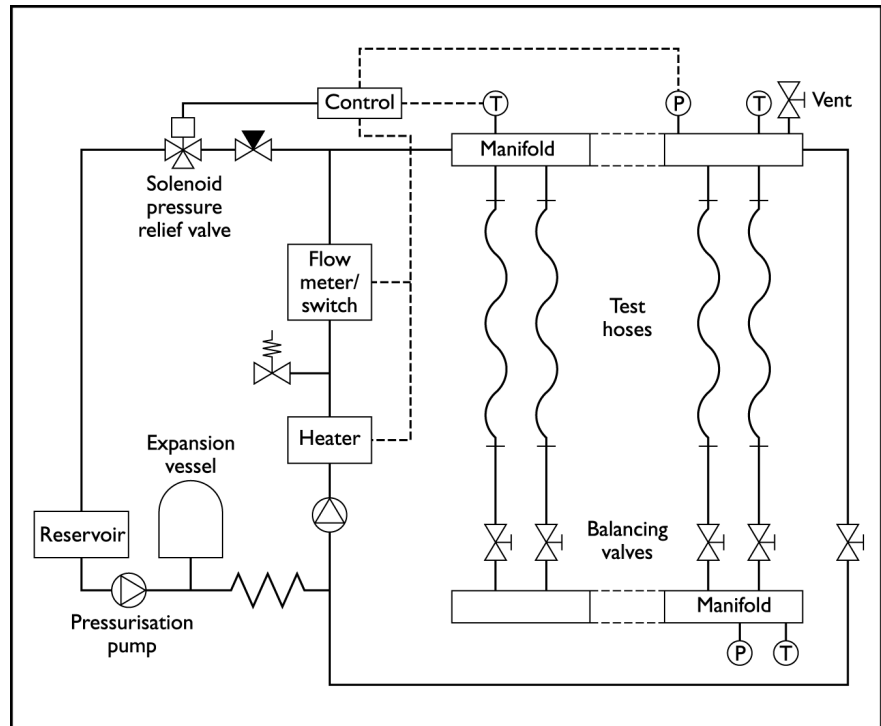 Control
T
P
T
Vent
Manifold
Solenoid
pressure
relief valve
Flow
meter/
switch
Test
hoses
Heater
Expansion
vessel
Reservoir
Balancing
valves
Pressurisation
pump
Manifold
P
T